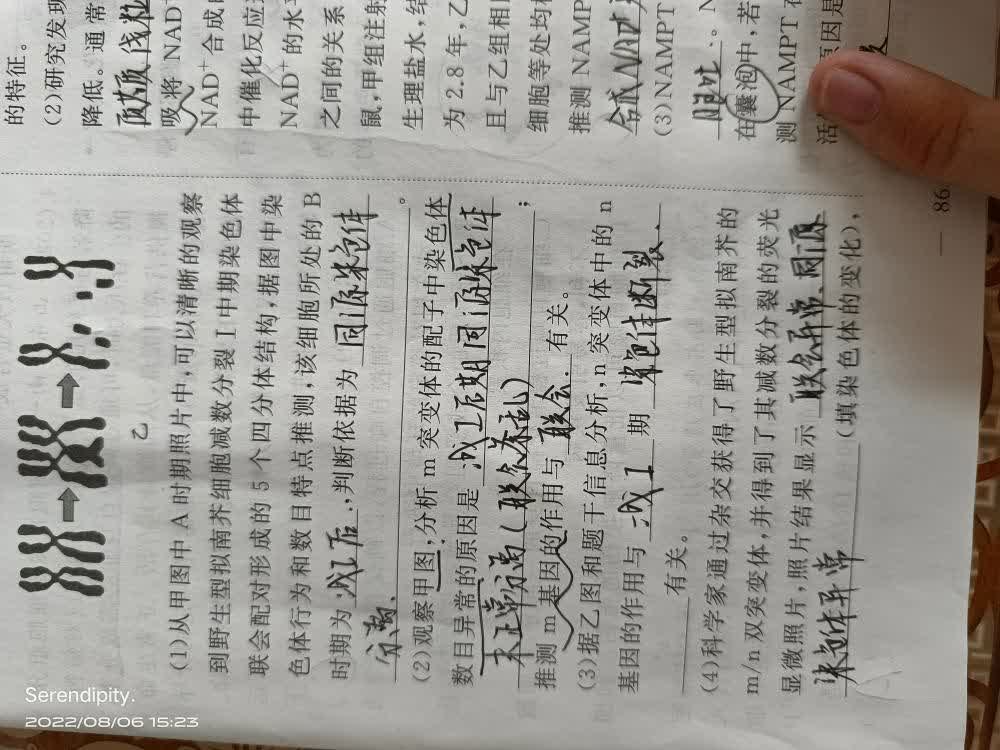 的特征。
(2)研究发现
降低。通常
吸将 NAD
NAD⁺ 合成
中催化反应
NAD⁺ 的水
之间的关系
鼠,甲组注射
生理盐水,结
为 2.8 年,乙
且与乙组相
细胞等处均
推测 NAMP
合成 NAD
(3)NAMPT
胞吐。N
在囊泡中,若
测 NAMPT
活
原因是
乙
(1)从甲图中 A 时期照片中,可以清晰的观察
到野生型拟南芥细胞减数分裂 I 中期染色体
联会配对形成的 5 个四分体结构,据图中染
色体行为和数目特点推测,该细胞所处的 B
时期为 减I后 ,判断依据为 同源染色体
分离 。
(2)观察甲图,分析 m 突变体的配子中染色体
数目异常的原因是 减I后期同源染色体
不正常分离(联会紊乱) ;
推测 m 基因的作用与 联会 有关。
(3)据乙图和题干信息分析,n 突变体中的 n
基因的作用与 减I 期 染色体断裂
有关。
(4)科学家通过杂交获得了野生型拟南芥的
m/n 双突变体,并得到了其减数分裂的荧光
显微照片,照片结果显示 联会异常、同源
染色体异常 (填染色体的变化),
— 86
Serendipity.
2022/08/06 15:23